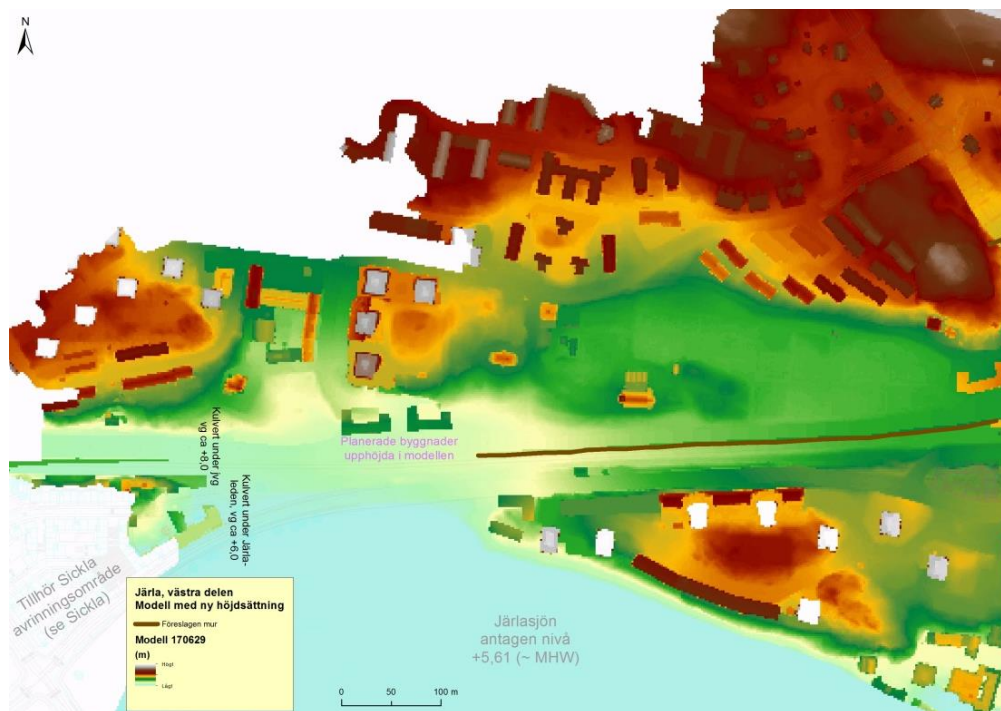 N
Kulvert under jvg
vg ca +8,0
Kulvert under Järla-
leden, vg ca +6,0
Planerade byggnader
upphöjda i modellen
Tillhör Sickla
avrinningsområde
(se Sickla)
Järla, västra delen
Modell med ny höjdsättning
Föreslagen mur
Modell 170629
(m)
Högt
Lågt
Järlasjön
antagen nivå
+5,61 (~ MHW)
0 50 100 m